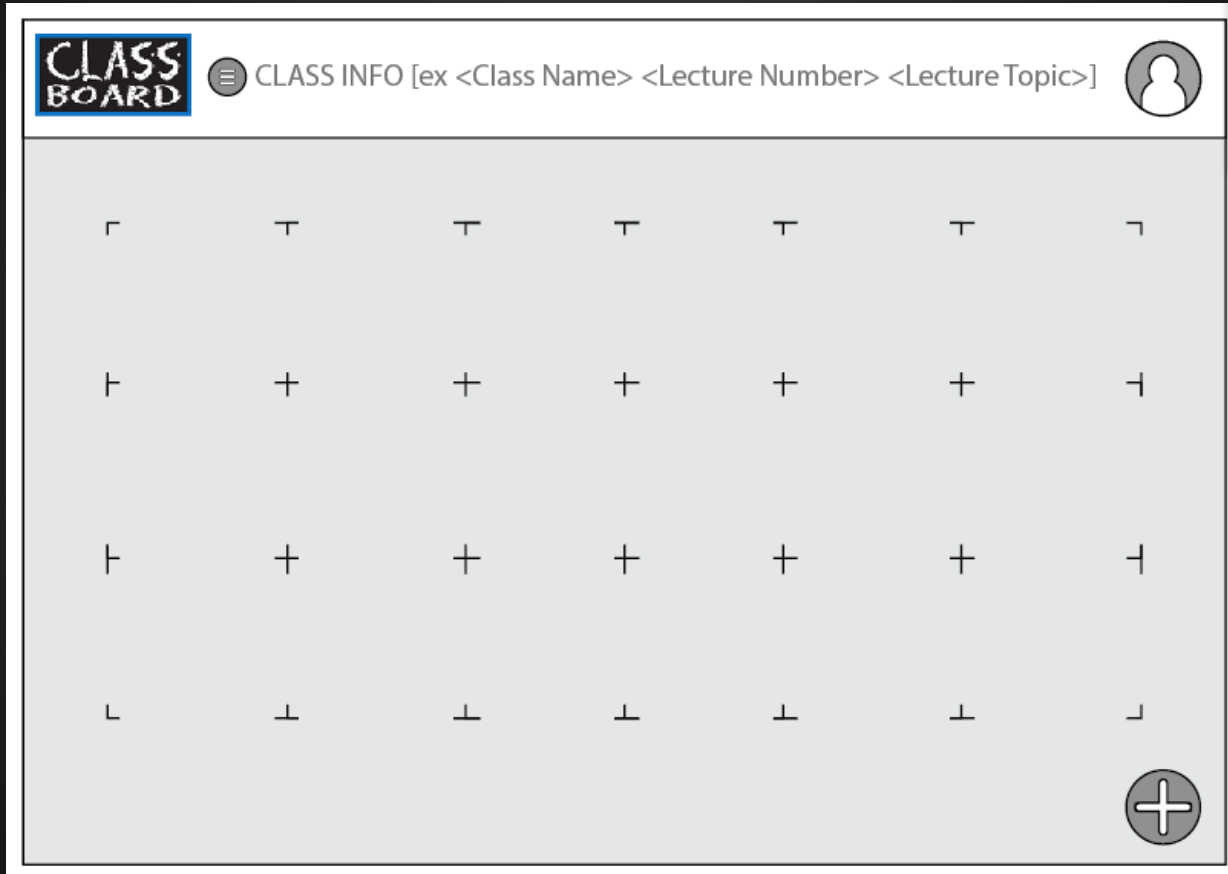 CLASS
BOARD
CLASS INFO [ex <Class Name> <Lecture Number> <Lecture Topic>]